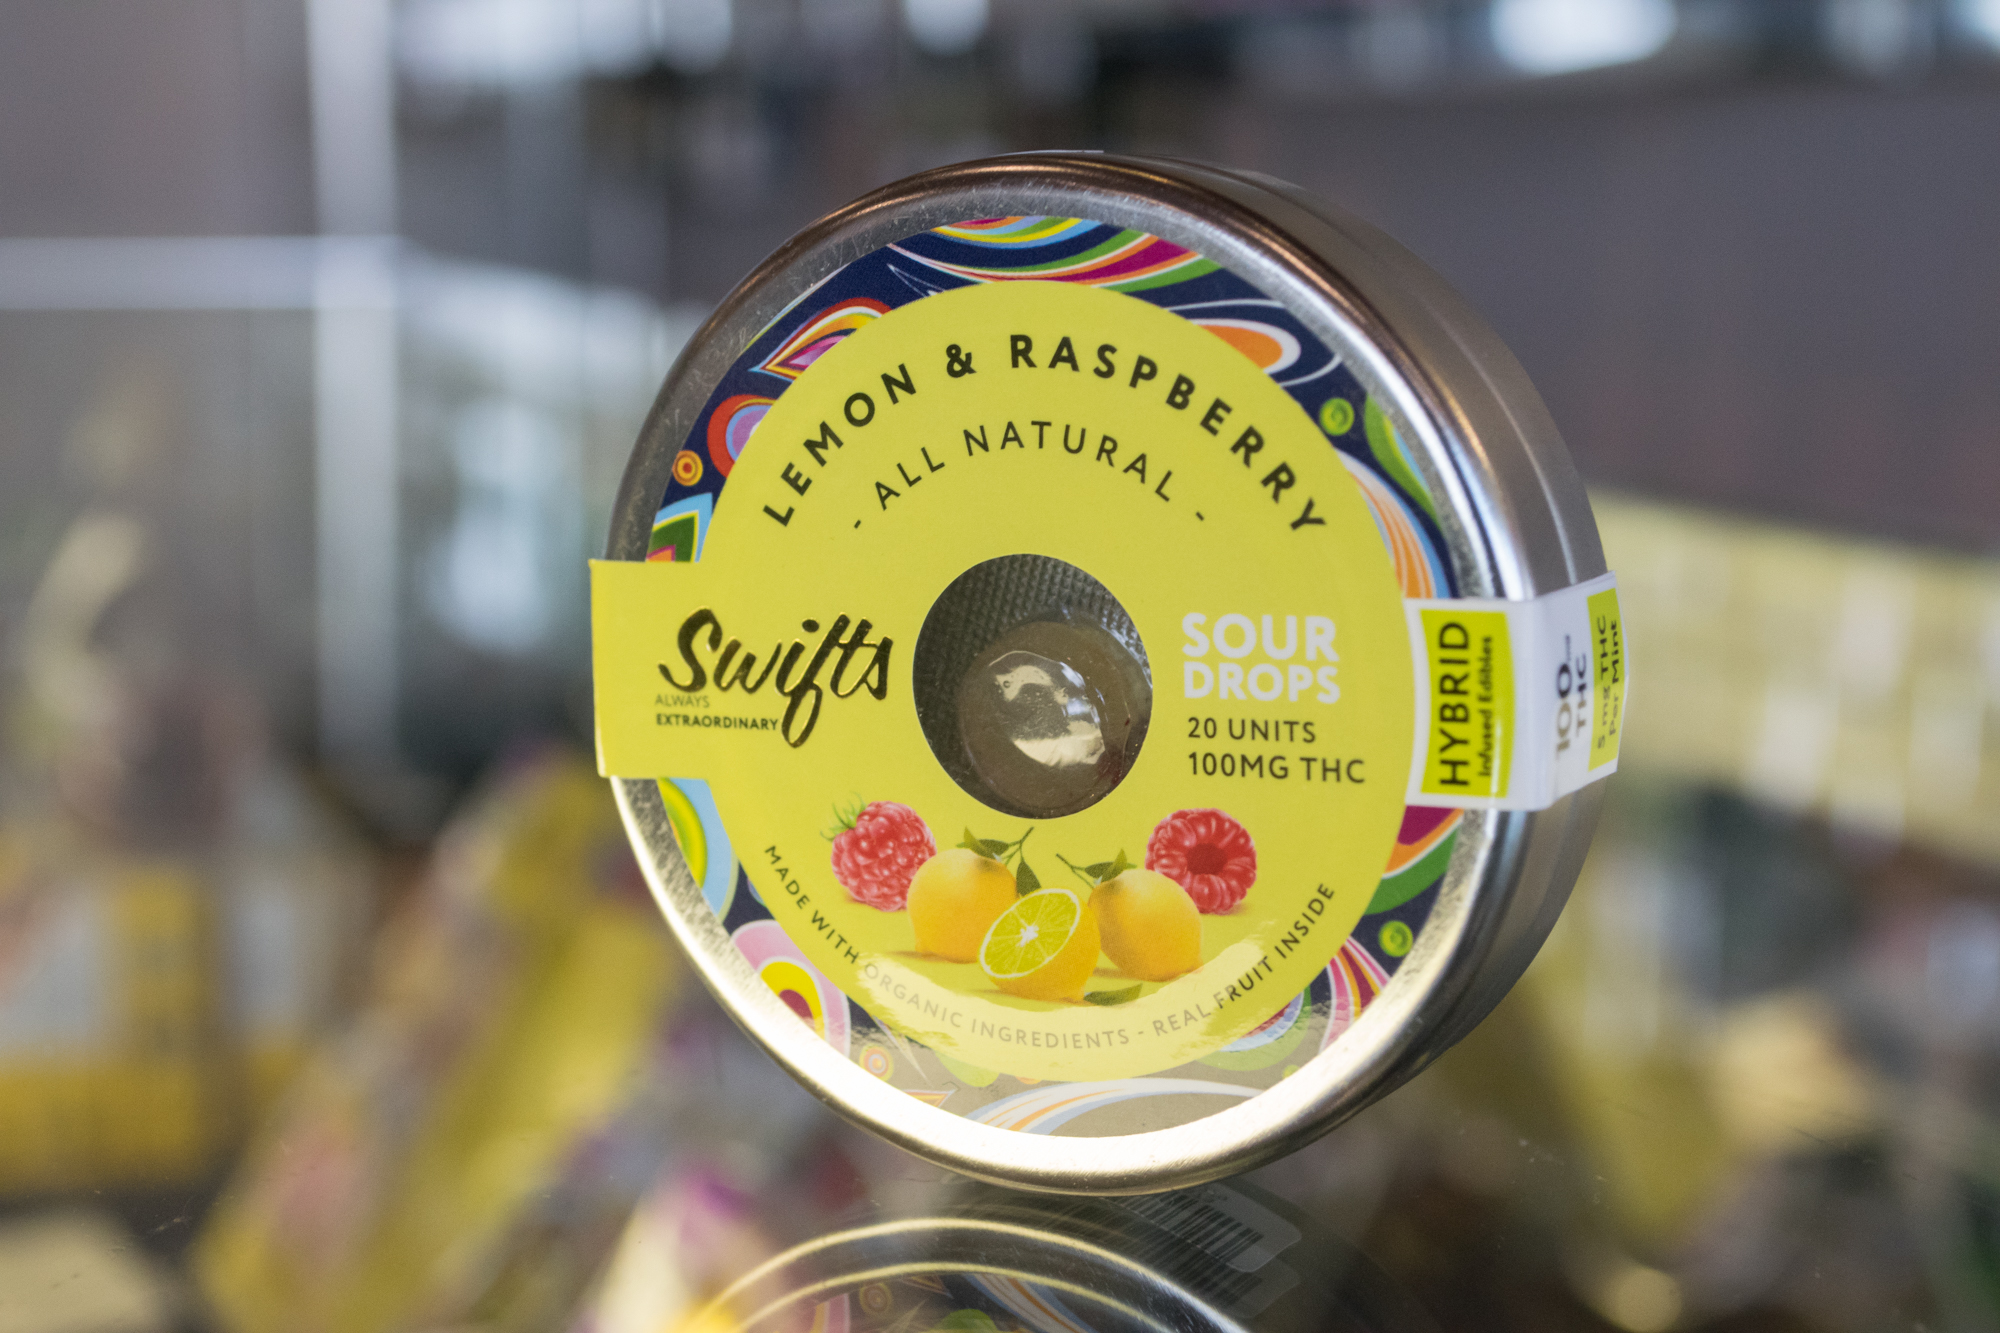 LEMON & RASPBERRY
- ALL NATURAL -
Swifts
ALWAYS
EXTRAORDINARY
SOUR
DROPS
20 UNITS
100MG THC
MADE WITH ORGANIC INGREDIENTS - REAL FRUIT INSIDE
HYBRID
Infused Edibles
100
THC
5 mg THC
Per Mint